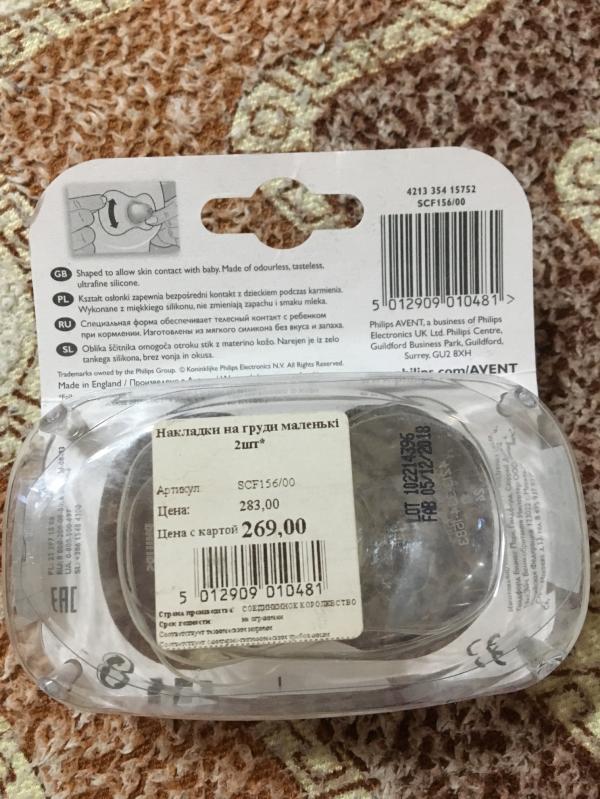 4213 354 15752
SCF156/00
5 012909 010481 >
GB Shaped to allow skin contact with baby. Made of odourless, tasteless,
ultrafine silicone.
PL Kształt osłonki zapewnia bezpośredni kontakt z dzieckiem podczas karmienia.
Wykonane z miękkiego silikonu, nie zmieniają zapachu i smaku mleka.
RU Специальная форма обеспечивает телесный контакт с ребенком
при кормлении. Изготовлены из мягкого силикона без вкуса и запаха.
SL Oblika ščitnika omogoča otroku stik z materino kožo. Narejen je iz zelo
tankega silikona, brez vonja in okusa.
Trademarks owned by the Philips Group. © Koninklijke Philips Electronics N.V. All Rights Reserved.
Made in England /
Philips AVENT, a business of Philips
Electronics UK Ltd. Philips Centre,
Guildford Business Park, Guildford,
Surrey, GU2 8XH
.com/AVENT
Накладки на груди маленькі
2шт*
Артикул SCF156/00
Цена: 283,00
Цена с картой 269,00
5 012909 010481
СОЕДИНЕННОЕ КОРОЛЕВСТВО
Срок годности:
LOT 102214396
FAB 05/12/2018
EAC